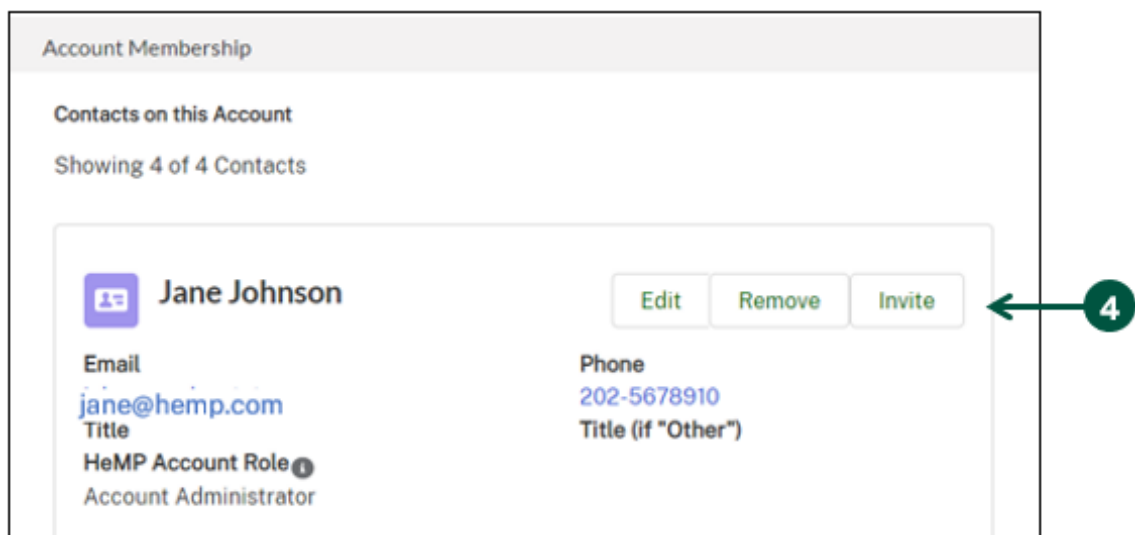 Account Membership
Contacts on this Account
Showing 4 of 4 Contacts
Jane Johnson
Edit Remove Invite
4
Email Phone
jane@hemp.com 202-5678910
Title Title (if "Other")
HeMP Account Role
Account Administrator